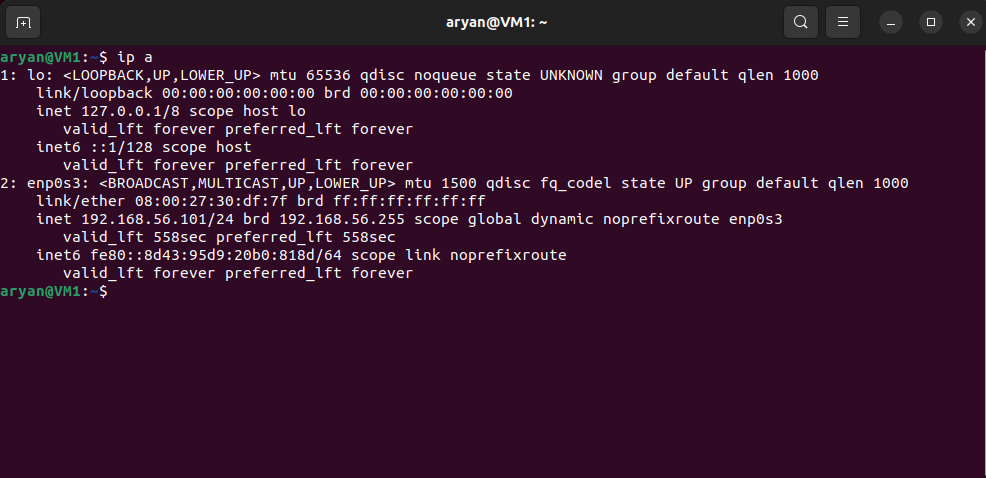 aryan@VM1: ~
aryan@VM1:~$ ip a
1: lo: <LOOPBACK,UP,LOWER_UP> mtu 65536 qdisc noqueue state UNKNOWN group default qlen 1000
    link/loopback 00:00:00:00:00:00 brd 00:00:00:00:00:00
    inet 127.0.0.1/8 scope host lo
       valid_lft forever preferred_lft forever
    inet6 ::1/128 scope host
       valid_lft forever preferred_lft forever
2: enp0s3: <BROADCAST,MULTICAST,UP,LOWER_UP> mtu 1500 qdisc fq_codel state UP group default qlen 1000
    link/ether 08:00:27:30:df:7f brd ff:ff:ff:ff:ff:ff
    inet 192.168.56.101/24 brd 192.168.56.255 scope global dynamic noprefixroute enp0s3
       valid_lft 558sec preferred_lft 558sec
    inet6 fe80::8d43:95d9:20b0:818d/64 scope link noprefixroute
       valid_lft forever preferred_lft forever
aryan@VM1:~$